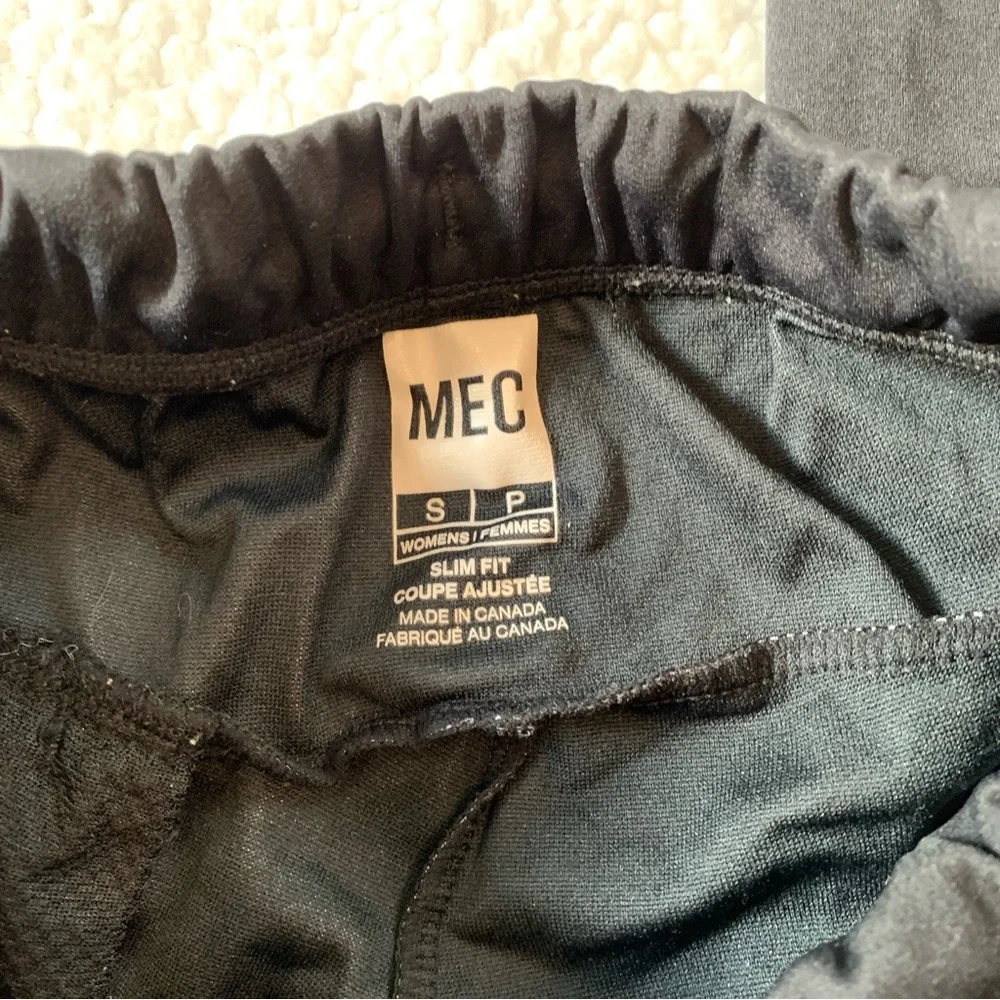 MEC
S P
WOMENS / FEMMES
SLIM FIT
COUPE AJUSTÉE
MADE IN CANADA
FABRIQUÉ AU CANADA